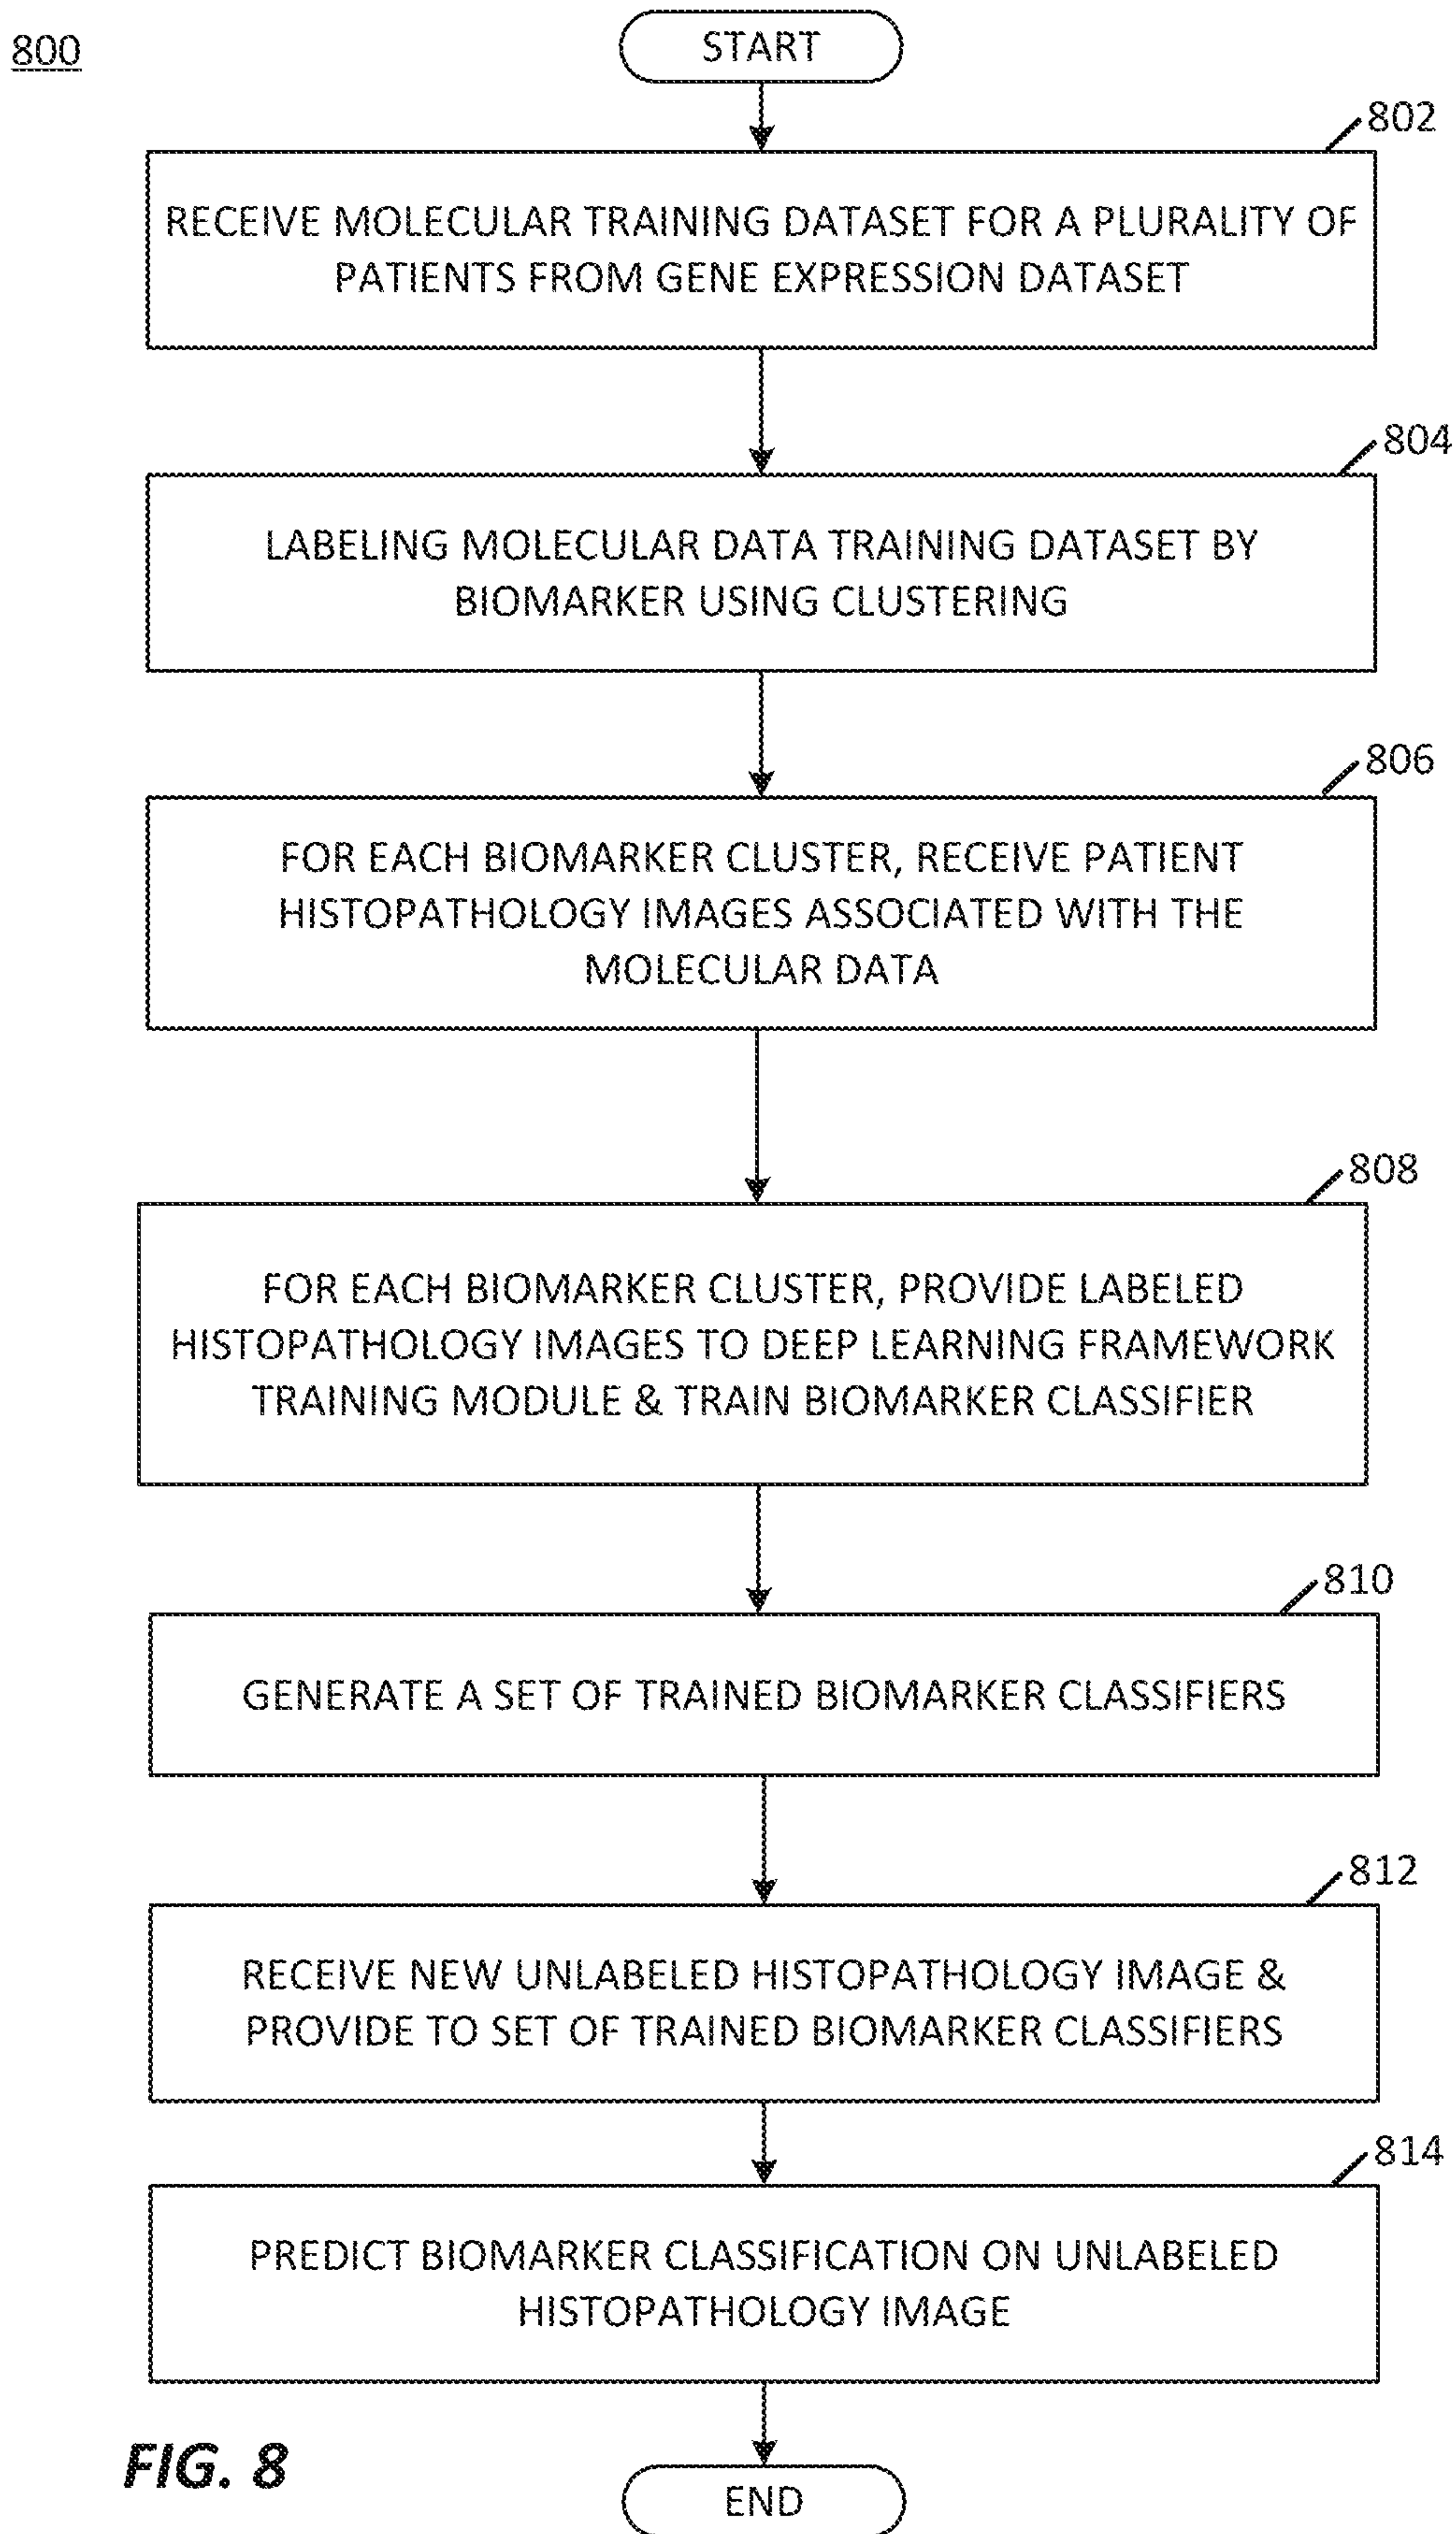 800
START
802
RECEIVE MOLECULAR TRAINING DATASET FOR A PLURALITY OF
PATIENTS FROM GENE EXPRESSION DATASET
804
LABELING MOLECULAR DATA TRAINING DATASET BY
BIOMARKER USING CLUSTERING
806
FOR EACH BIOMARKER CLUSTER, RECEIVE PATIENT
HISTOPATHOLOGY IMAGES ASSOCIATED WITH THE
MOLECULAR DATA
808
FOR EACH BIOMARKER CLUSTER, PROVIDE LABELED
HISTOPATHOLOGY IMAGES TO DEEP LEARNING FRAMEWORK
TRAINING MODULE & TRAIN BIOMARKER CLASSIFIER
810
GENERATE A SET OF TRAINED BIOMARKER CLASSIFIERS
812
RECEIVE NEW UNLABELED HISTOPATHOLOGY IMAGE &
PROVIDE TO SET OF TRAINED BIOMARKER CLASSIFIERS
814
PREDICT BIOMARKER CLASSIFICATION ON UNLABELED
HISTOPATHOLOGY IMAGE
FIG. 8
END